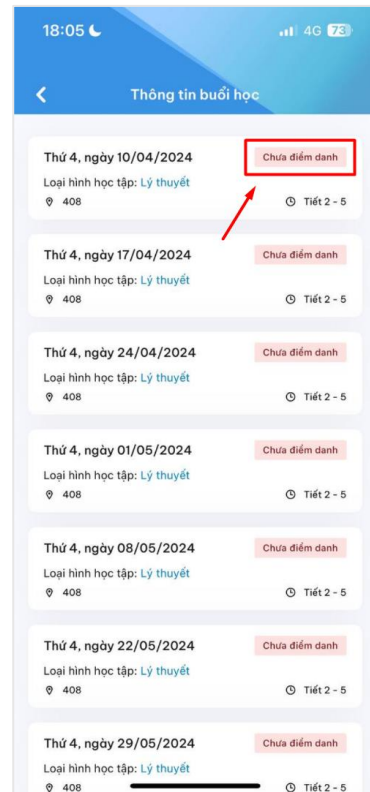 18:05 4G 73
Thông tin buổi học
Thứ 4, ngày 10/04/2024 Chưa điểm danh
Loại hình học tập: Lý thuyết
408 Tiết 2 - 5
Thứ 4, ngày 17/04/2024 Chưa điểm danh
Loại hình học tập: Lý thuyết
408 Tiết 2 - 5
Thứ 4, ngày 24/04/2024 Chưa điểm danh
Loại hình học tập: Lý thuyết
408 Tiết 2 - 5
Thứ 4, ngày 01/05/2024 Chưa điểm danh
Loại hình học tập: Lý thuyết
408 Tiết 2 - 5
Thứ 4, ngày 08/05/2024 Chưa điểm danh
Loại hình học tập: Lý thuyết
408 Tiết 2 - 5
Thứ 4, ngày 22/05/2024 Chưa điểm danh
Loại hình học tập: Lý thuyết
408 Tiết 2 - 5
Thứ 4, ngày 29/05/2024 Chưa điểm danh
Loại hình học tập: Lý thuyết
408 Tiết 2 - 5